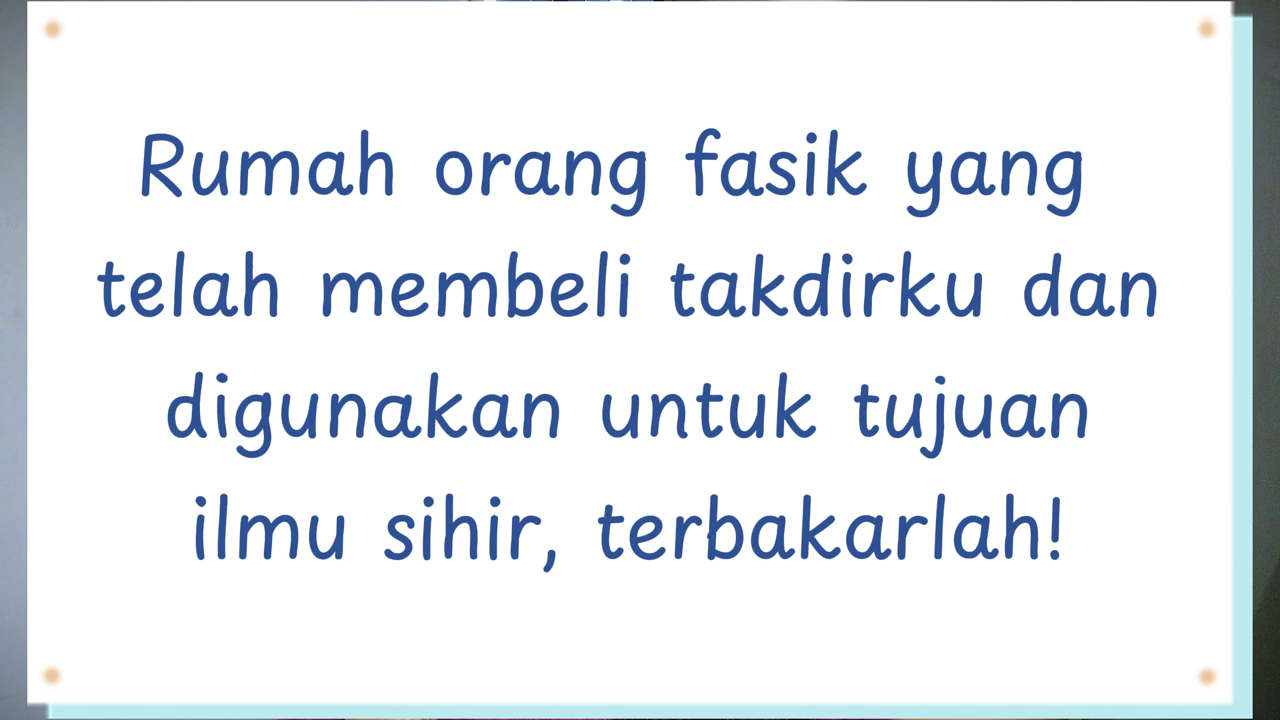 Rumah orang fasik yang
telah membeli takdirku dan
digunakan untuk tujuan
ilmu sihir, terbakarlah!